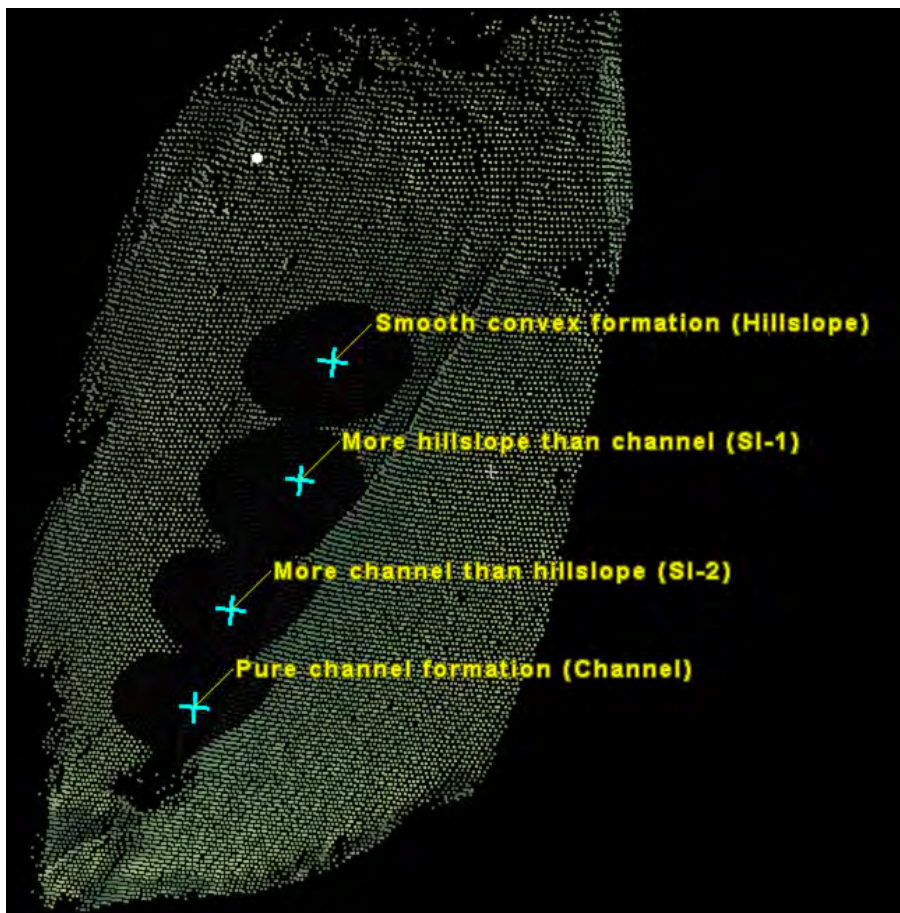 Smooth convex formation (Hillslope)
More hillslope than channel (SI-1)
More channel than hillslope (SI-2)
Pure channel formation (Channel)